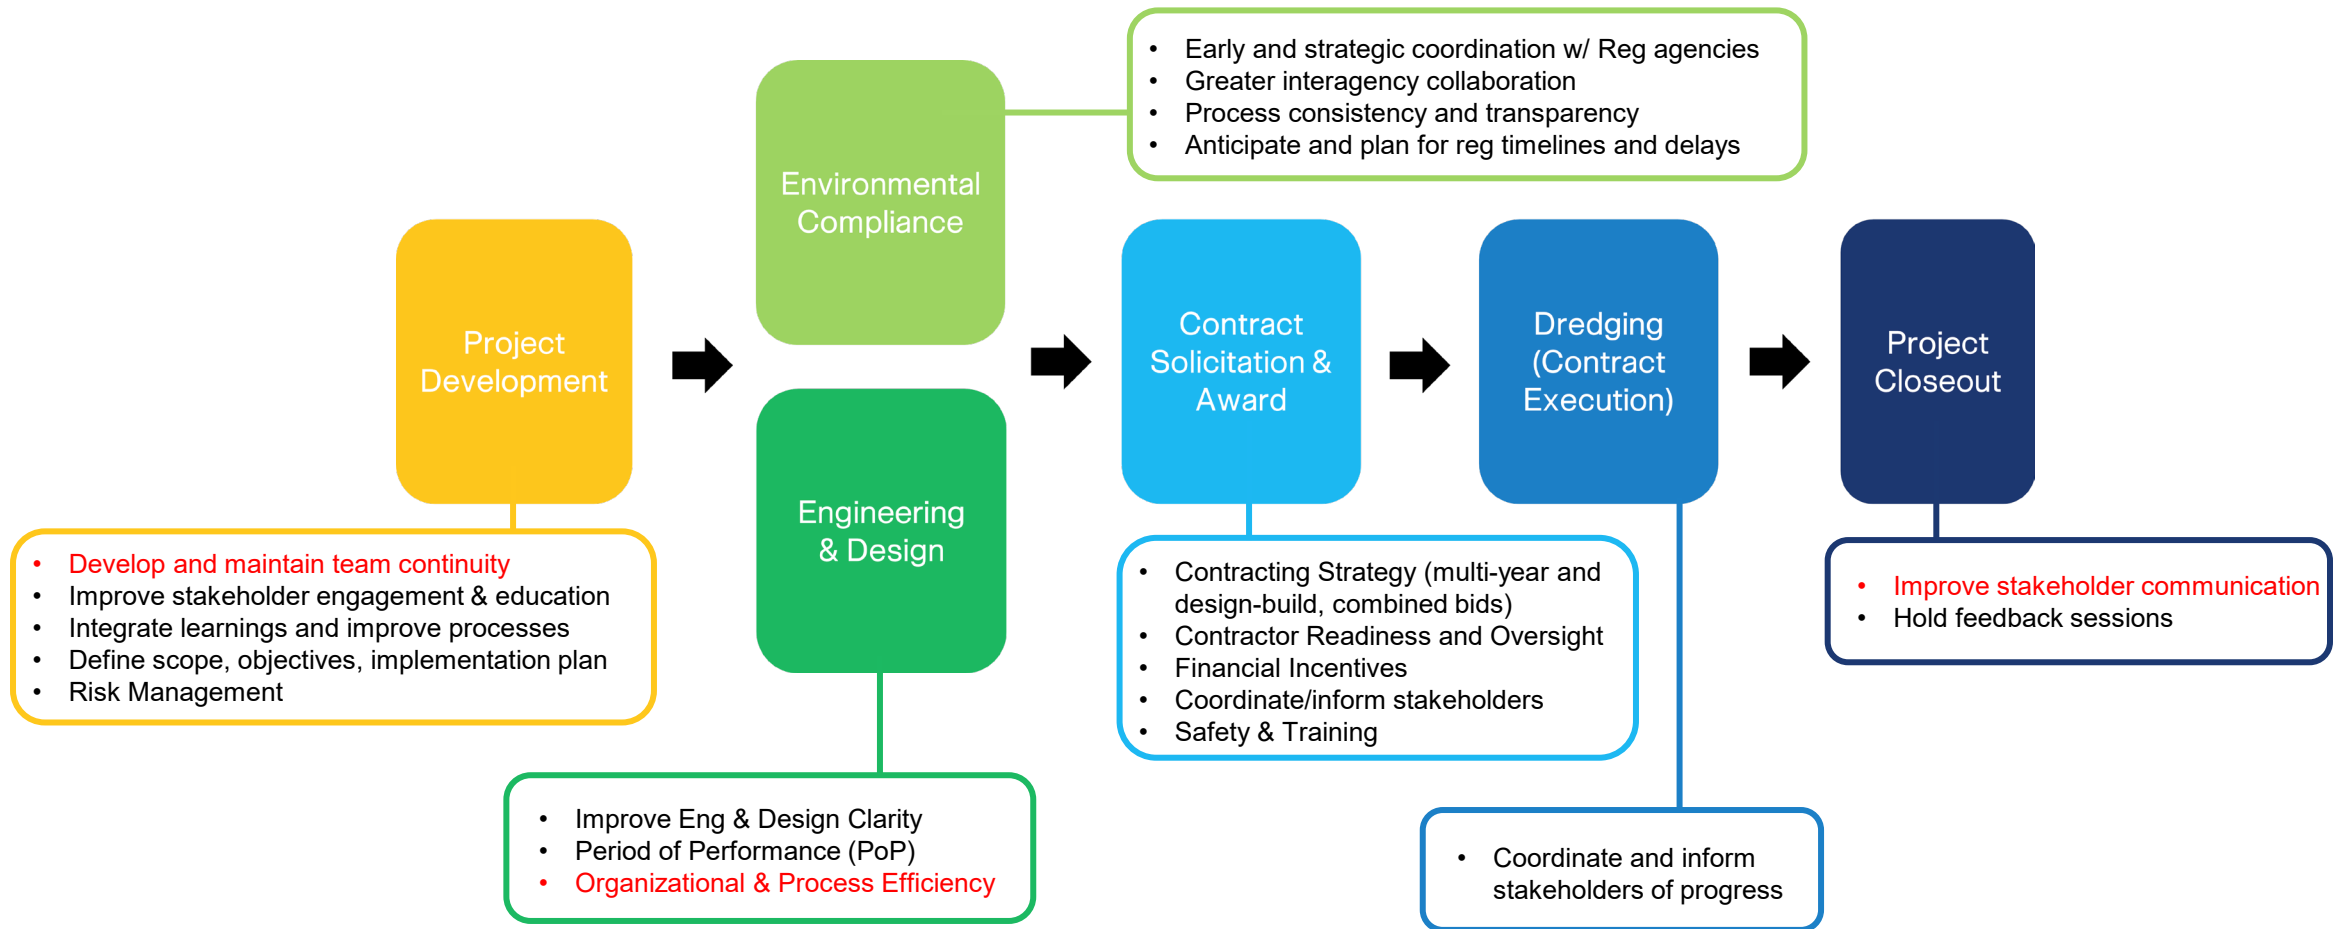 • Early and strategic coordination w/ Reg agencies
• Greater interagency collaboration
• Process consistency and transparency
• Anticipate and plan for reg timelines and delays
Environmental
Compliance
Project
Development
Engineering
& Design
Contract
Solicitation &
Award
Dredging
(Contract
Execution)
Project
Closeout
• Develop and maintain team continuity
• Improve stakeholder engagement & education
• Integrate learnings and improve processes
• Define scope, objectives, implementation plan
• Risk Management
• Improve Eng & Design Clarity
• Period of Performance (PoP)
• Organizational & Process Efficiency
• Contracting Strategy (multi-year and
design-build, combined bids)
• Contractor Readiness and Oversight
• Financial Incentives
• Coordinate/inform stakeholders
• Safety & Training
• Coordinate and inform
stakeholders of progress
• Improve stakeholder communication
• Hold feedback sessions